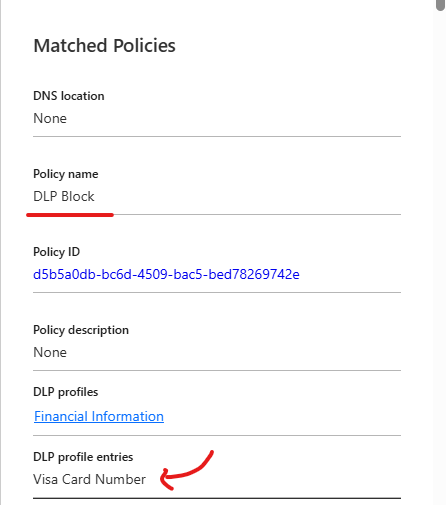 Matched Policies
DNS location
None
Policy name
DLP Block
Policy ID
d5b5a0db-bc6d-4509-bac5-bed78269742e
Policy description
None
DLP profiles
Financial Information
DLP profile entries
Visa Card Number